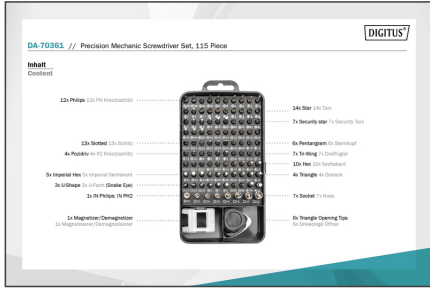 DIGITUS®
DA-70361 // Precision Mechanic Screwdriver Set, 115 Piece
Inhalt
Content
12x Philips 12x PH Kreuzschlitz
14x Star 14x Torx
7x Security star 7x Security Torx
13x Slotted 13x Schlitz
6x Pentagram 6x Sternkopf
4x Pozidriv 4x PZ Kreuzschlitz
7x Tri-Wing 7x Dreiflügler
10x Hex 10x Sechskant
5x Imperial Hex 5x Imperial Sechskant
4x Triangle 4x Dreieck
3x U-Shape 3x U-Form (Snake Eye)
1x IN Philips: IN PH2
7x Socket 7x Nuss
1x Magnetizer/Demagnetizer
1x Magnetisierer/Demagnetisierer
6x Triangle Opening Tips
6x Dreieckige Öffner